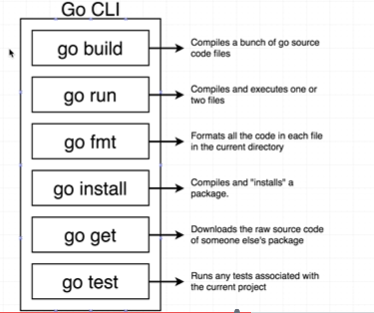 Go CLI
go build
Compiles a bunch of go source
code files
go run
Compiles and executes one or
two files
go fmt
Formats all the code in each file
in the current directory
go install
Compiles and "installs" a
package.
go get
Downloads the raw source code
of someone else's package
go test
Runs any tests associated with
the current project